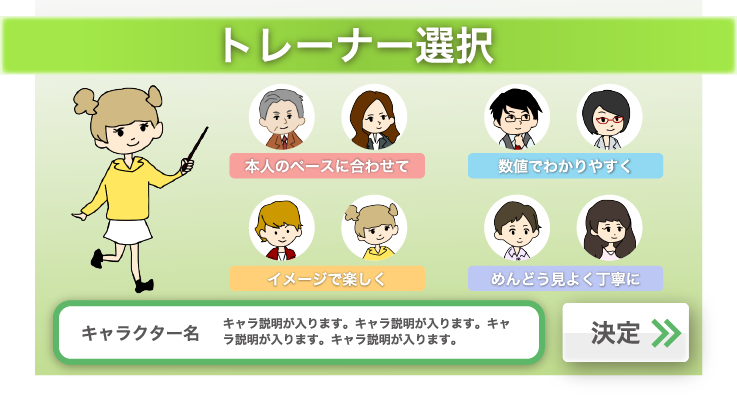 トレーナー選択
本人のペースに合わせて
数値でわかりやすく
イメージで楽しく
めんどう見よく丁寧に
キャラクター名
キャラ説明が入ります。キャラ説明が入ります。キャ
ラ説明が入ります。キャラ説明が入ります。
決定